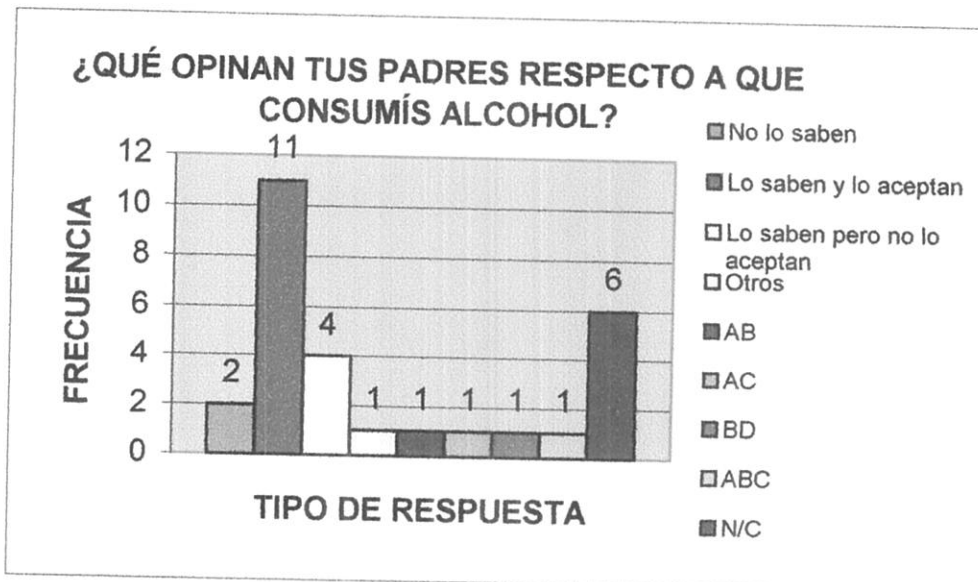 ¿QUÉ OPINAN TUS PADRES RESPECTO A QUE
CONSUMÍS ALCOHOL?
FRECUENCIA
12
10
8
6
4
2
0
2
11
4
1
1
1
1
1
6
TIPO DE RESPUESTA
No lo saben
Lo saben y lo aceptan
Lo saben pero no lo
aceptan
Otros
AB
AC
BD
ABC
N/C